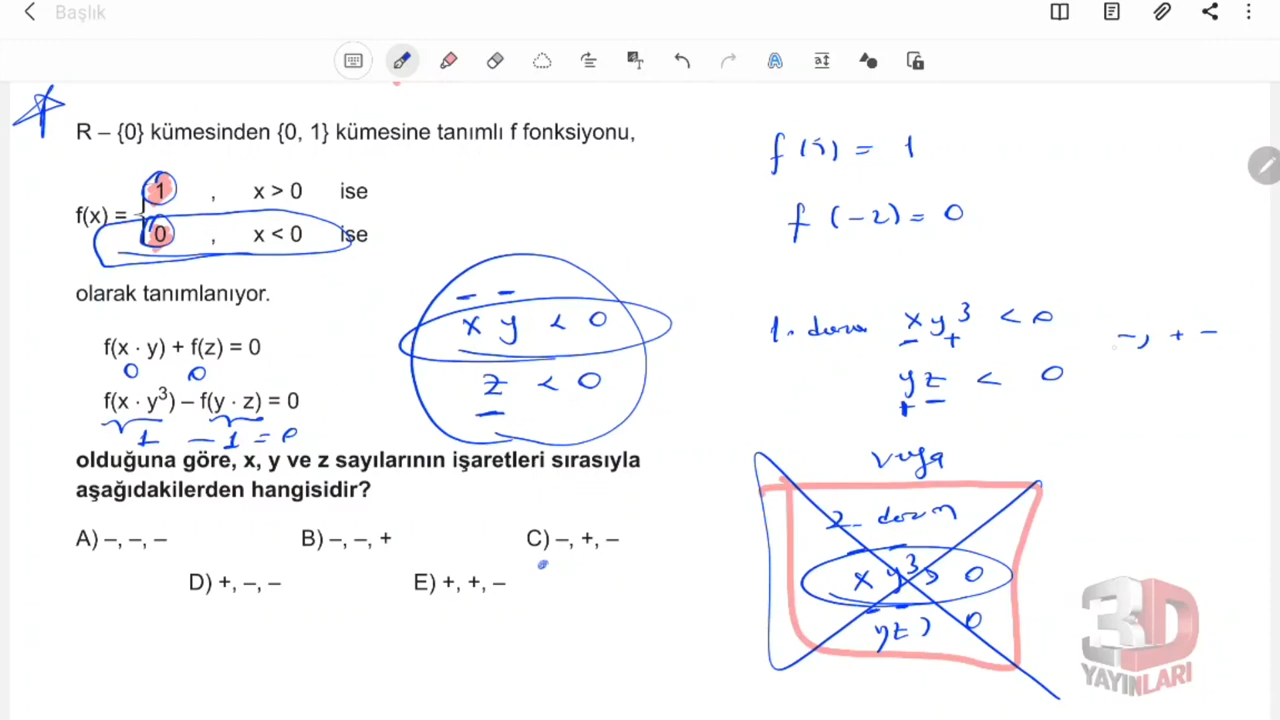 Başlık
R – {0} kümesinden {0, 1} kümesine tanımlı f fonksiyonu,
f(x) = { 1 , x > 0 ise
0 , x < 0 ise
olarak tanımlanıyor.
f(x · y) + f(z) = 0
0 0
f(x · y³) – f(y · z) = 0
1 – 1 = 0
olduğuna göre, x, y ve z sayılarının işaretleri sırasıyla
aşağıdakilerden hangisidir?
A) –, –, –
B) –, –, +
C) –, +, –
D) +, –, –
E) +, +, –
– –
x y < 0
z < 0
–
f(5) = 1
f(-2) = 0
1. durum xy³ < 0
– +
–, + –
yz < 0
+ –
veya
2. durum
xy³ > 0
yz > 0
3D
YAYINLARI